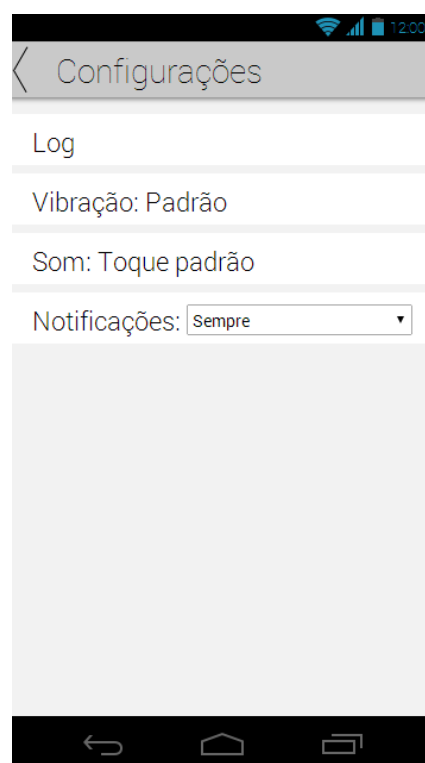 12:00
Configurações
Log
Vibração: Padrão
Som: Toque padrão
Notificações: Sempre